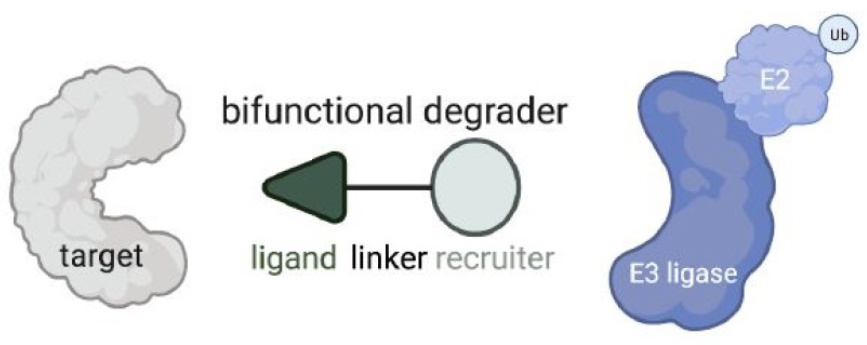 Ub
E2
bifunctional degrader
target
ligand linker recruiter
E3 ligase